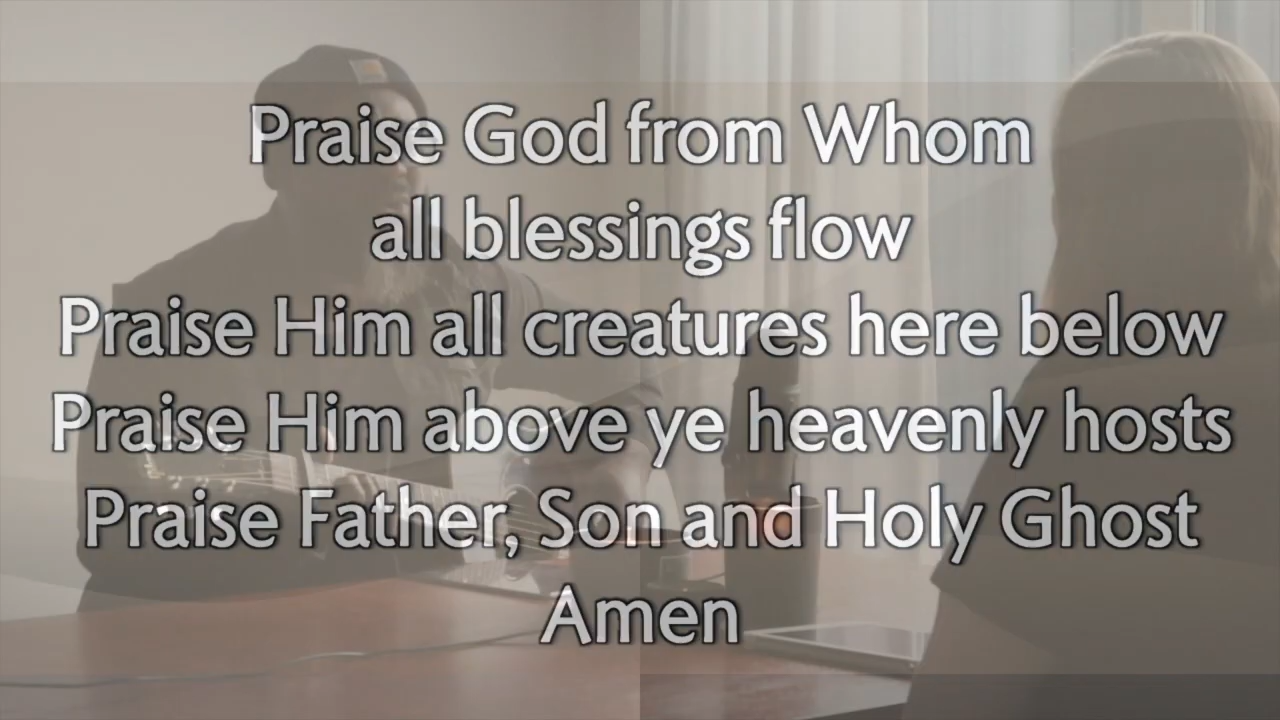 Praise God from Whom
all blessings flow
Praise Him all creatures here below
Praise Him above ye heavenly hosts
Praise Father, Son and Holy Ghost
Amen